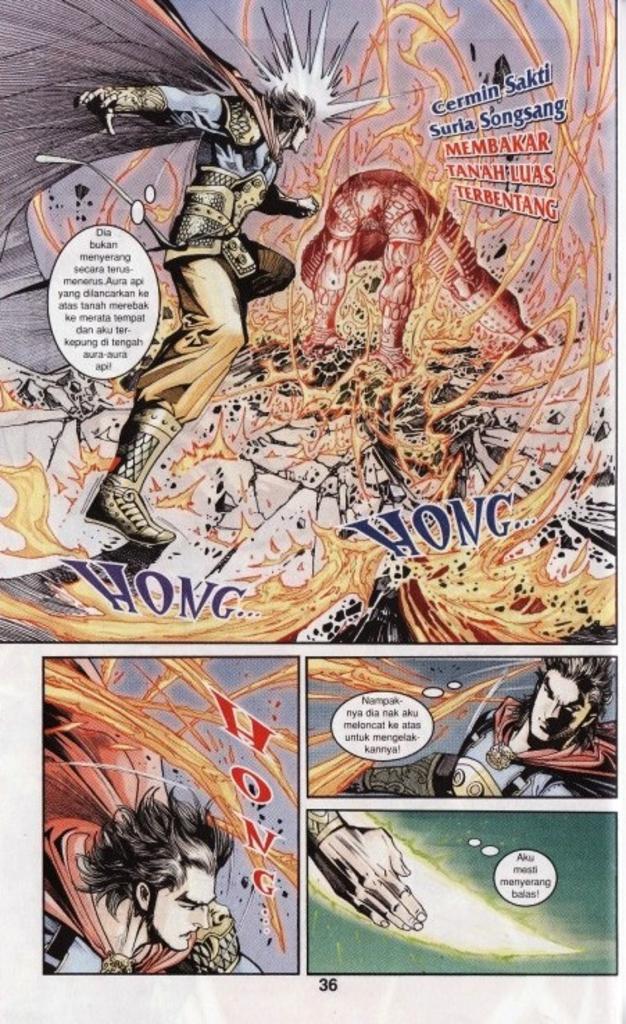 Cermin Sakti
Suria Songsang
MEMBAKAR
TANAH LUAS
TERBENTANG
Dia
bukan
menyerang
secara terus-
menerus.Aura api
yang dilancarkan ke
atas tanah merebak
ke merata tempat
dan aku ter-
kepung di tengah
aura-aura
api!
HONG...
HONG...
HONG...
Nampak-
nya dia nak aku
meloncat ke atas
untuk mengelak-
kannya!
Aku
mesti
menyerang
balas!
36